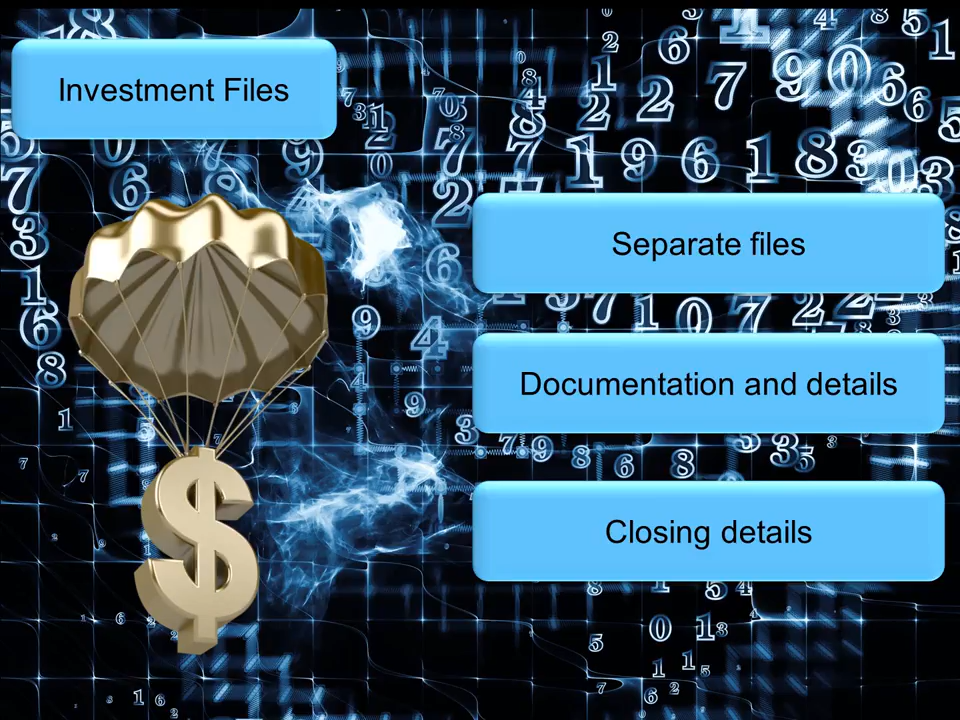 Investment Files
Separate files
Documentation and details
Closing details